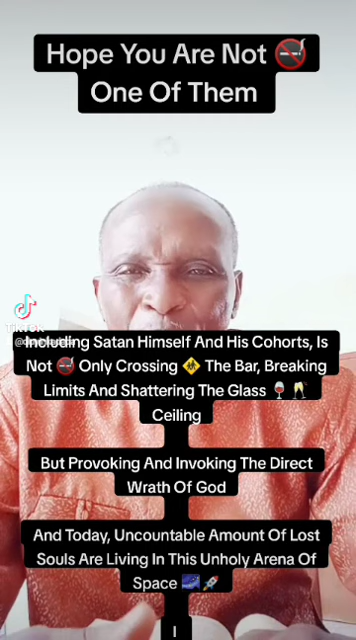 Hope You Are Not 🚭
One Of Them
TikTok
Including Satan Himself And His Cohorts, Is
Not 🚭 Only Crossing 🚸 The Bar, Breaking
Limits And Shattering The Glass 🍷🥂
Ceiling
But Provoking And Invoking The Direct
Wrath Of God
And Today, Uncountable Amount Of Lost
Souls Are Living In This Unholy Arena Of
Space 🌌🚀
I